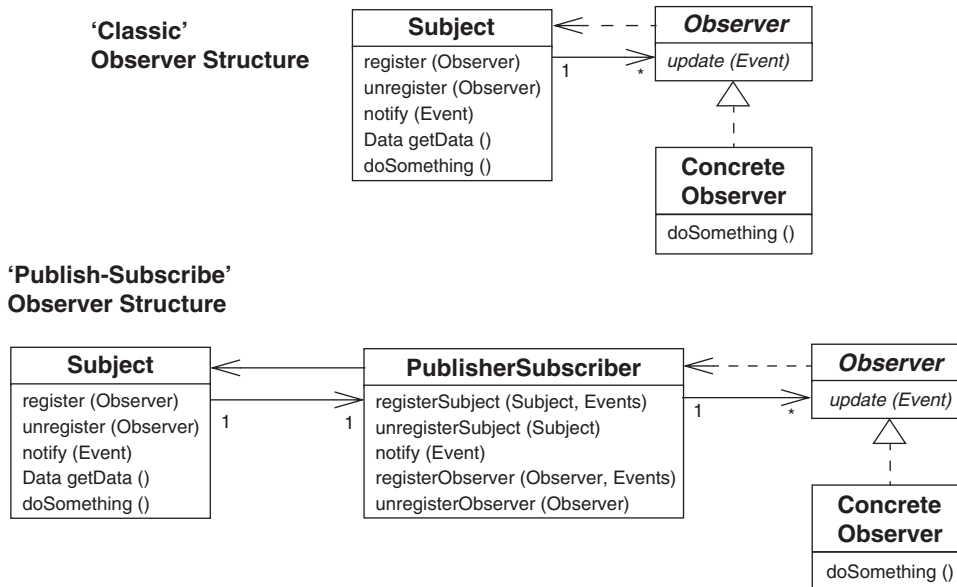 ‘Classic’
Observer Structure
Subject
register (Observer)
unregister (Observer)
notify (Event)
Data getData ()
doSomething ()
1
*
Observer
update (Event)
Concrete
Observer
doSomething ()
‘Publish-Subscribe’
Observer Structure
Subject
register (Observer)
unregister (Observer)
notify (Event)
Data getData ()
doSomething ()
1
1
PublisherSubscriber
registerSubject (Subject, Events)
unregisterSubject (Subject)
notify (Event)
registerObserver (Observer, Events)
unregisterObserver (Observer)
1
*
Observer
update (Event)
Concrete
Observer
doSomething ()